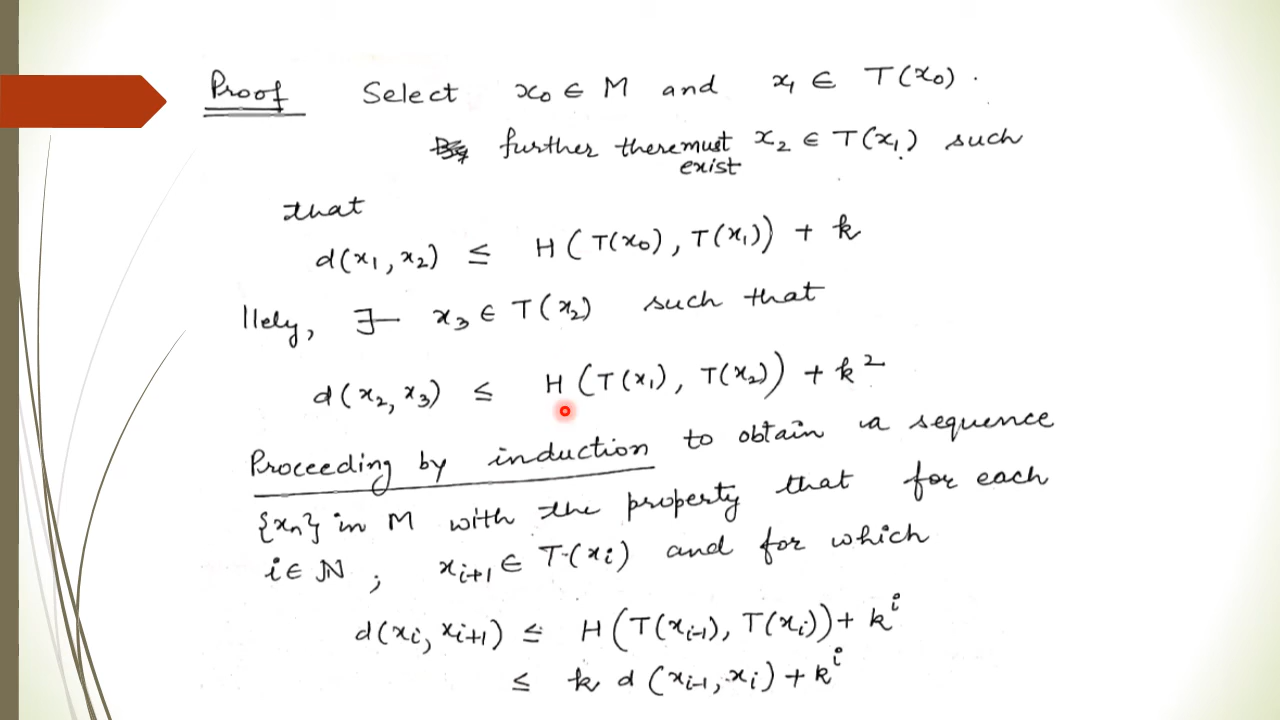 Proof Select x₀ ∈ M and x₁ ∈ T(x₀).
further there must exist x₂ ∈ T(x₁) such
that
d(x₁, x₂) ≤ H(T(x₀), T(x₁)) + k
llely, ∃ x₃ ∈ T(x₂) such that
d(x₂, x₃) ≤ H(T(x₁), T(x₂)) + k²
Proceeding by induction to obtain a sequence
{xₙ} in M with the property that for each
i ∈ ℕ, xᵢ₊₁ ∈ T(xᵢ) and for which
d(xᵢ, xᵢ₊₁) ≤ H(T(xᵢ₋₁), T(xᵢ)) + kⁱ
≤ k d(xᵢ₋₁, xᵢ) + kⁱ